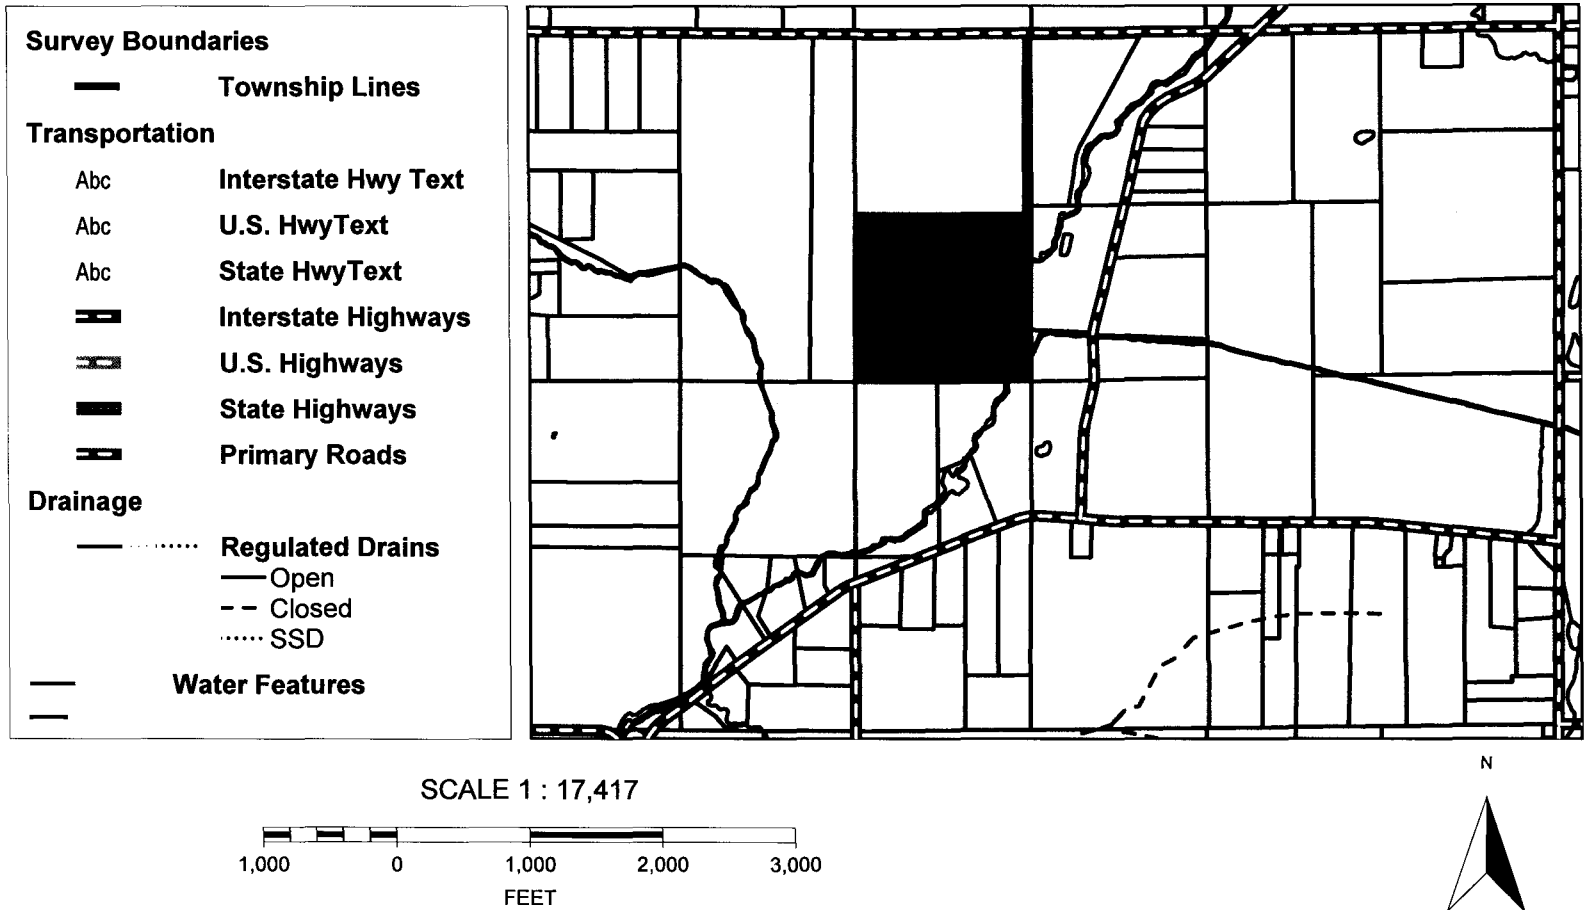 Survey Boundaries
Township Lines
Transportation
Abc Interstate Hwy Text
Abc U.S. HwyText
Abc State HwyText
Interstate Highways
U.S. Highways
State Highways
Primary Roads
Drainage
Regulated Drains
Open
Closed
SSD
Water Features
SCALE 1 : 17,417
1,000 0 1,000 2,000 3,000
FEET
N